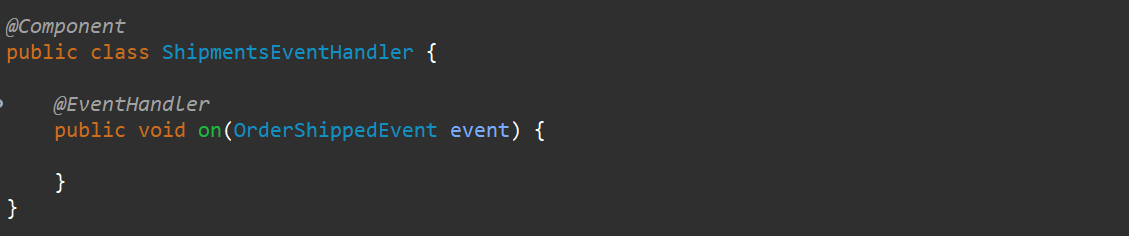 @Component
public class ShipmentsEventHandler {
@EventHandler
public void on(OrderShippedEvent event) {
}
}